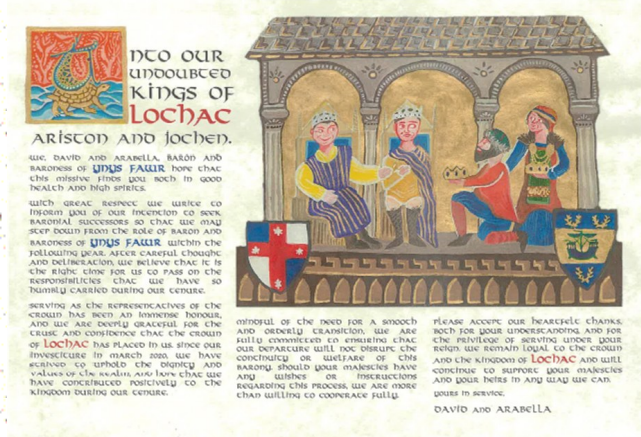 nto our
undoubted
kings of
Lochac
Ariston and Jochen.
We, David and Arabella, Baron and
Baroness of Ynys Fawr hope that
this missive finds you both in good
health and high spirits.
With great respect we write to
inform you of our intention to seek
baronial successors so that we may
step down from the role of Baron and
Baroness of Ynys Fawr within the
following year. After careful thought
and deliberation, we believe that it is
the right time for us to pass on the
responsibilities that we have so
humbly carried during our tenure.
Serving as the representatives of the
crown has been an immense honour,
and we are deeply grateful for the
trust and confidence that the crown
of Lochac has placed in us. Since our
investiture in March 2020, we have
strived to uphold the dignity and
values of the realm and hope that we
have contributed positively to the
kingdom during our tenure.
Mindful of the need for a smooth
and orderly transition, we are
fully committed to ensuring that
our departure will not disrupt the
continuity or welfare of this
barony. Should your majesties have
any wishes or instructions
regarding this process, we are more
than willing to cooperate fully.
Please accept our heartfelt thanks,
both for your understanding and for
the privilege of serving under your
reign. We remain loyal to the crown
and the kingdom of Lochac and will
continue to support your majesties
and your heirs in any way we can.
Yours in service,
David and Arabella